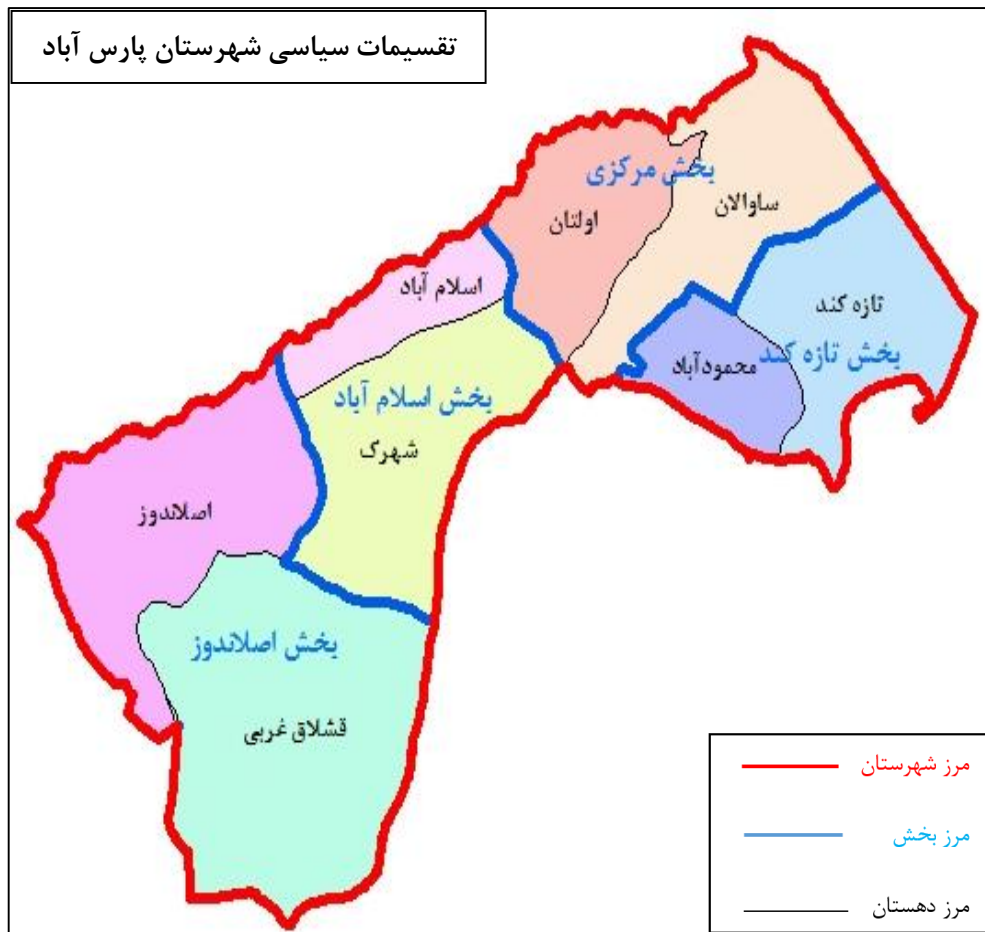 تقسیمات سیاسی شهرستان پارس آباد
بخش مرکزی
ساوالان
اولتان
اسلام آباد
تازه کند
بخش تازه کند
محمودآباد
بخش اسلام آباد
شهرک
اصلاندوز
بخش اصلاندوز
قشلاق غربی
مرز شهرستان
مرز بخش
مرز دهستان